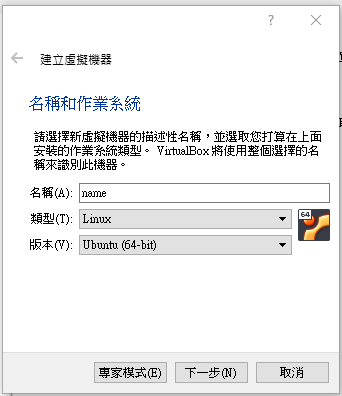 ?
建立虛擬機器
名稱和作業系統
請選擇新虛擬機器的描述性名稱，並選取您打算在上面
安裝的作業系統類型。VirtualBox 將使用整個選擇的名
稱來識別此機器。
名稱(A): name
類型(T): Linux
64
版本(V): Ubuntu (64-bit)
專家模式(E) 下一步(N) 取消